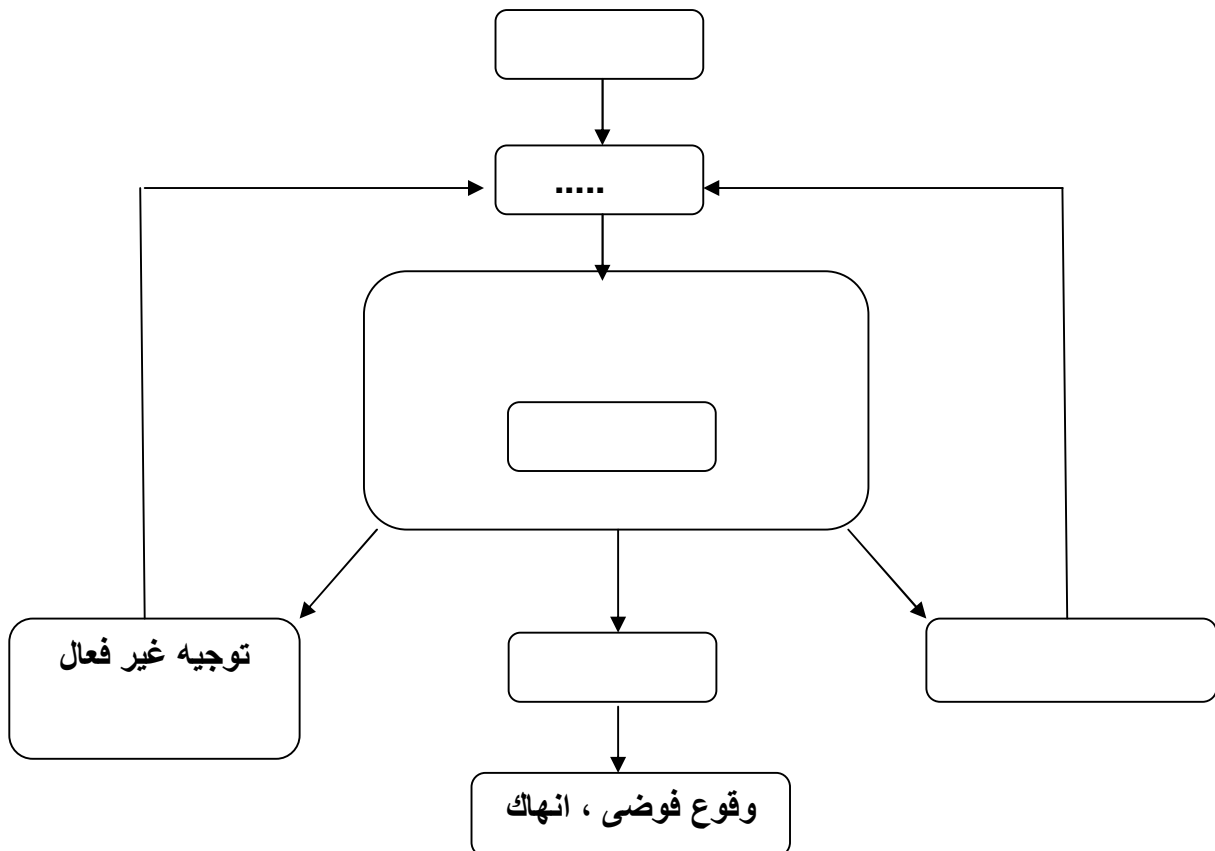 .....
توجيه غير فعال
وقوع فوضى ، انهاك